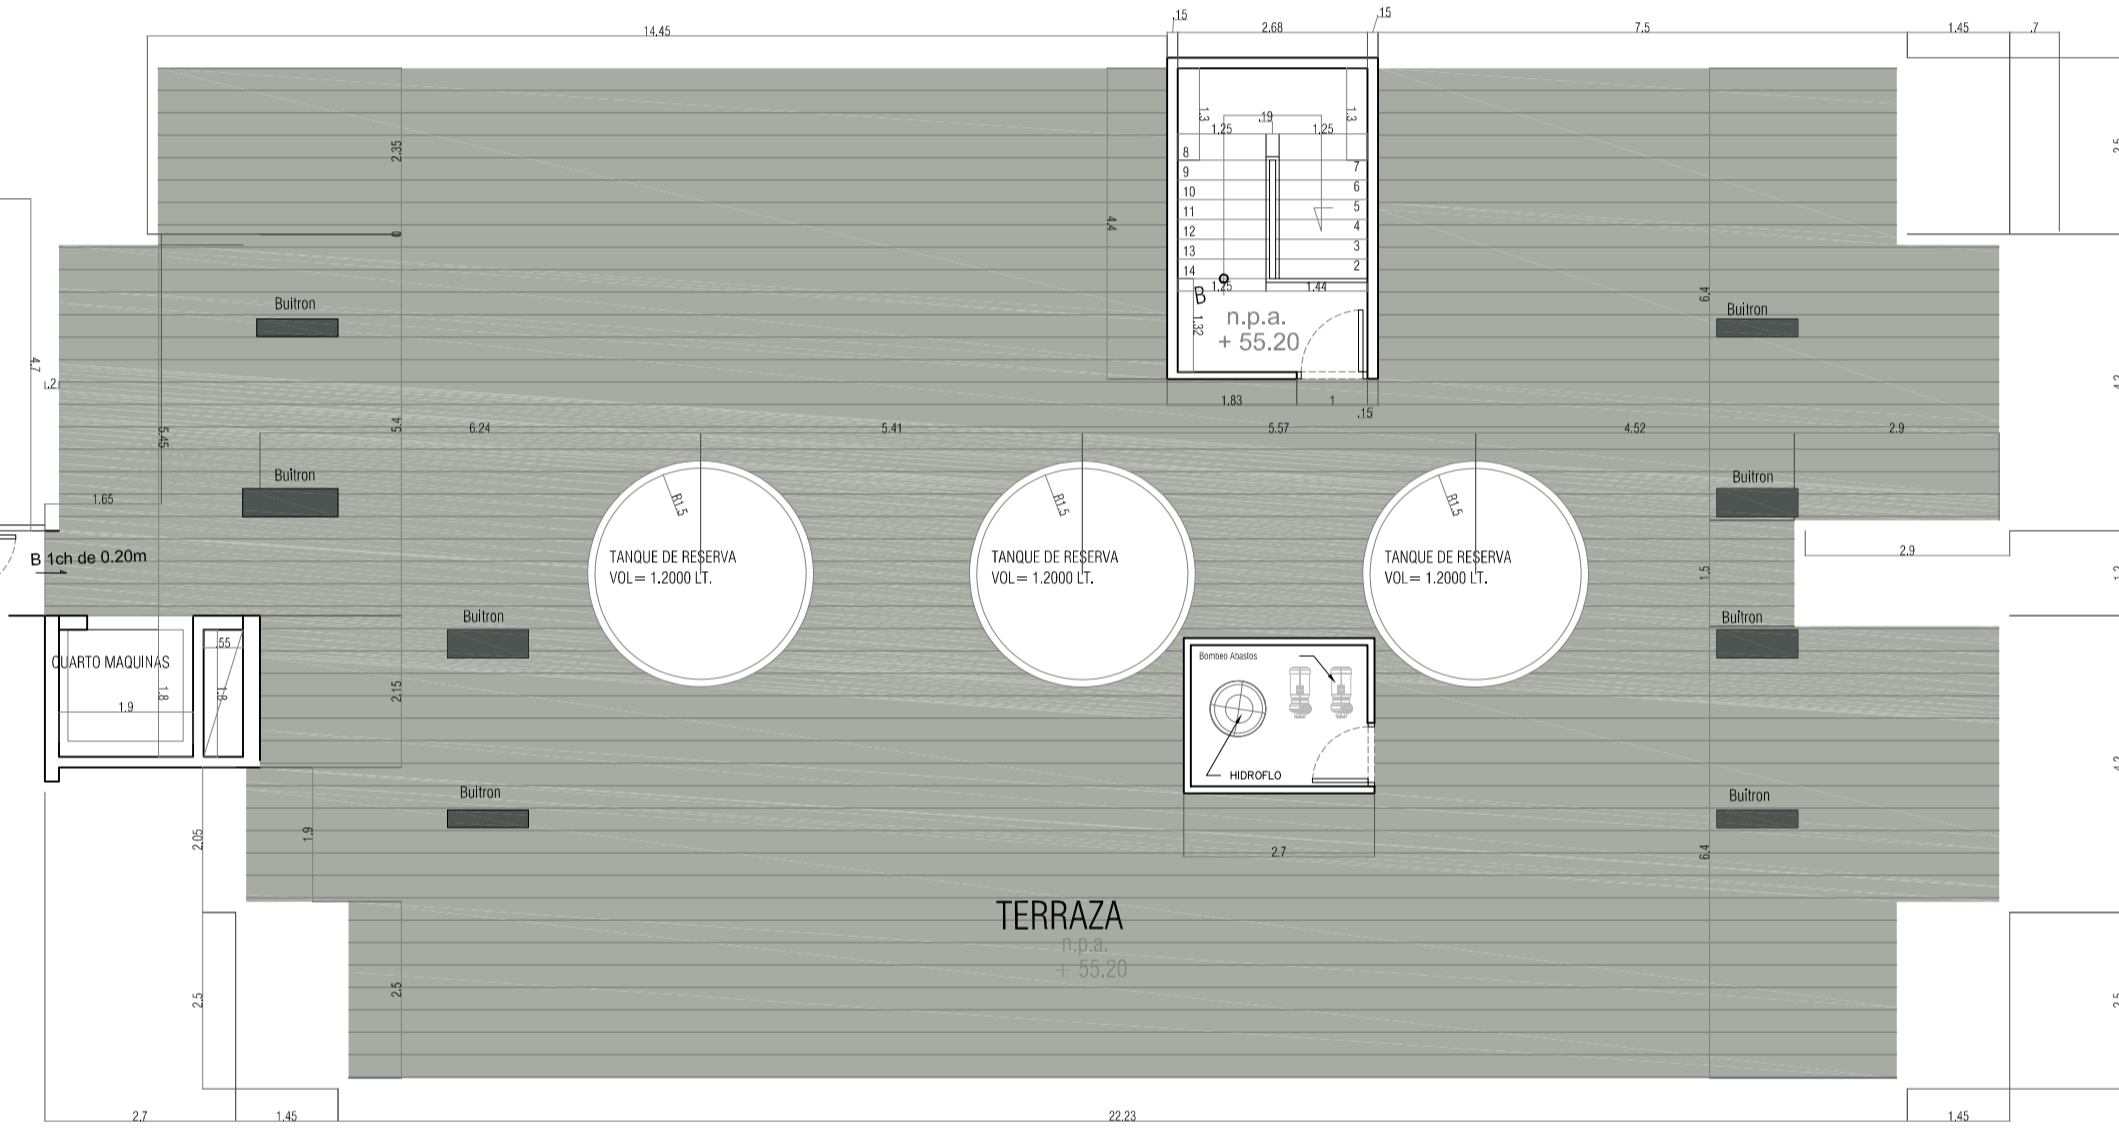 .15
.15
14.45
2.68
7.5
1.45
.7
1.3
.19
1.3
1.25
1.25
2.35
8
7
9
6
10
5
11
4
12
3
13
2
14
4.4
0
1.25
1.44
B
1.32
n.p.a.
+ 55.20
Buitron
Buitron
6.4
4.7
.2
1.83
1
.15
5.45
5.4
6.24
5.41
5.57
4.52
2.9
Buitron
Buitron
1.65
R1.5
R1.5
R1.5
B 1ch de 0.20m
TANQUE DE RESERVA
VOL= 1.2000 LT.
TANQUE DE RESERVA
VOL= 1.2000 LT.
TANQUE DE RESERVA
VOL= 1.2000 LT.
2.9
1.5
Buitron
Buitron
.55
CUARTO MAQUINAS
Bombeo Abastos
1.8
1.8
2.15
1.9
HIDROFLO
Buitron
Buitron
2.05
1.9
2.7
6.4
TERRAZA
n.p.a.
+ 55.20
2.5
2.5
2.7
1.45
22.23
1.45